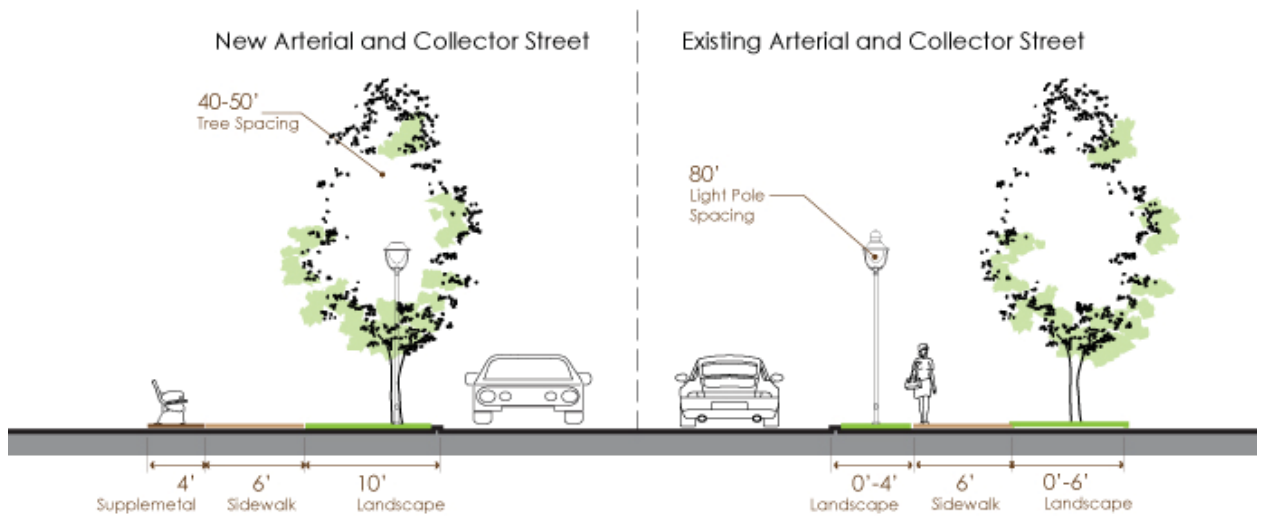 New Arterial and Collector Street
Existing Arterial and Collector Street
40-50'
Tree Spacing
80'
Light Pole
Spacing
4'
Supplemetal
6'
Sidewalk
10'
Landscape
0'-4'
Landscape
6'
Sidewalk
0'-6'
Landscape